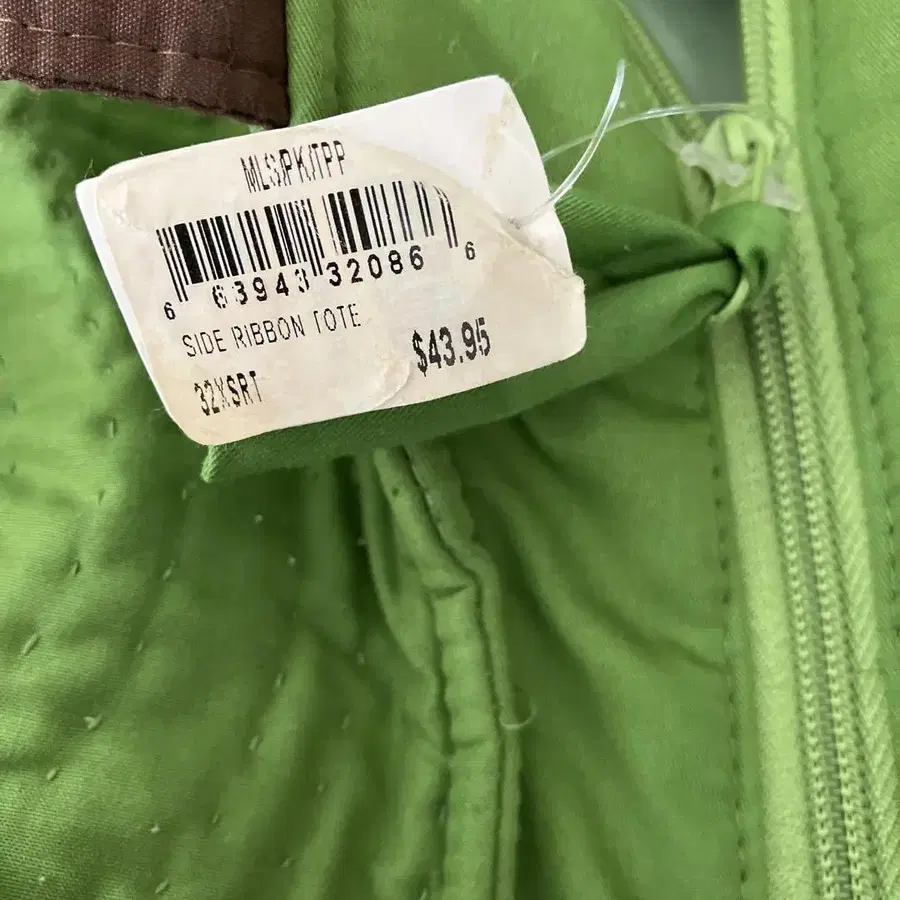 MLS/PK/TPP
6 63943 32086 6
SIDE RIBBON TOTE
32XSRT
$43.95